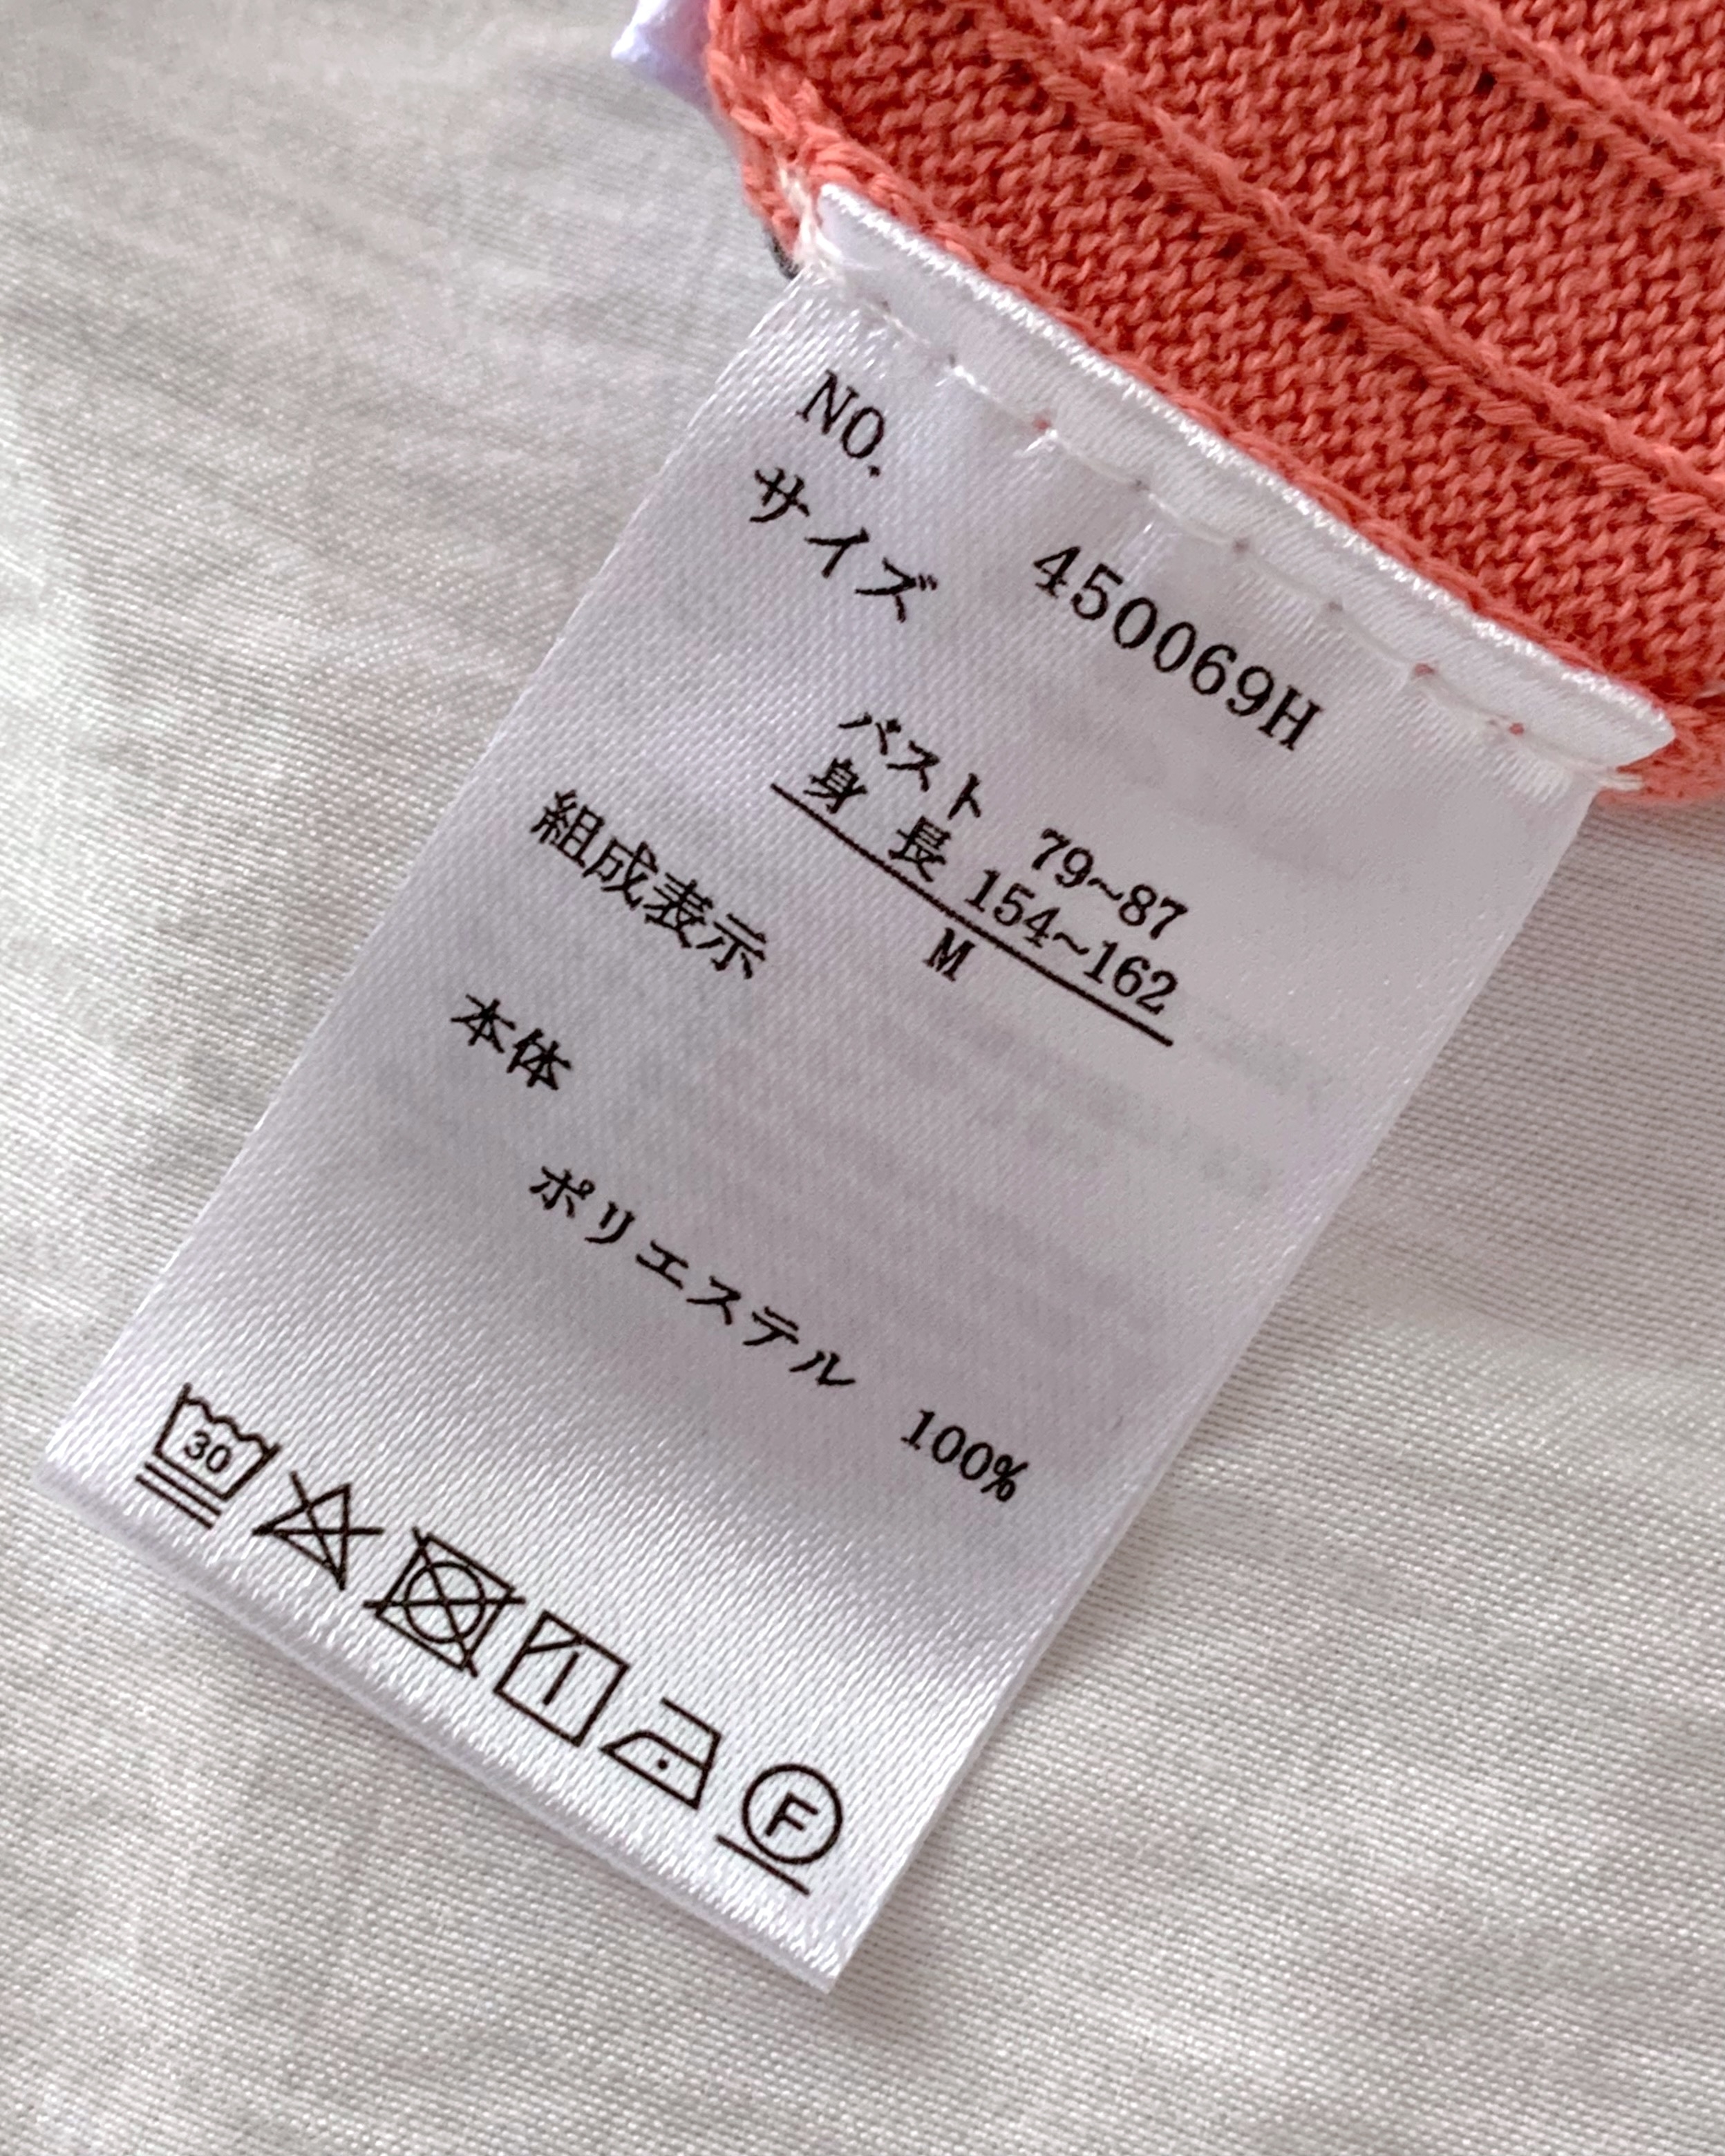 NO. 450069H
サイズ
バスト 79~87
身長 154~162
M
組成表示
本体
ポリエステル 100%
30
F